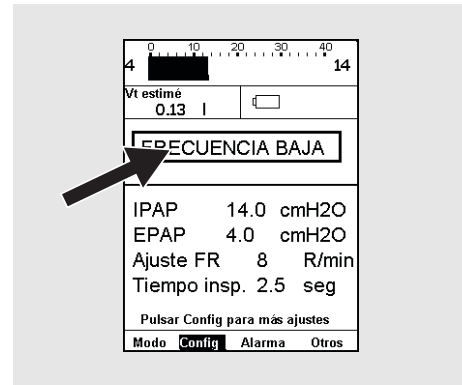 0 10 20 30 40
4 14
Vt estimé
0.13 l
FRECUENCIA BAJA
IPAP 14.0 cmH2O
EPAP 4.0 cmH2O
Ajuste FR 8 R/min
Tiempo insp. 2.5 seg
Pulsar Config para más ajustes
Modo Config Alarma Otros